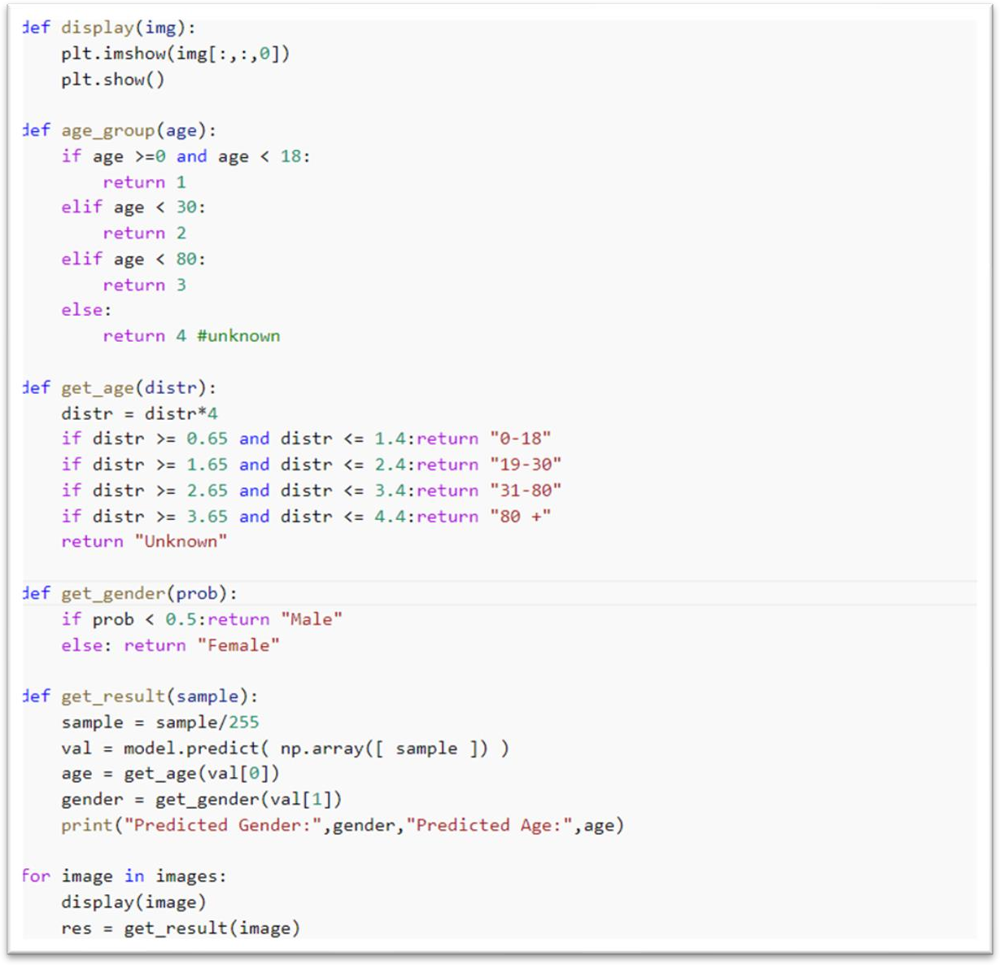 def display(img):
    plt.imshow(img[:,:,0])
    plt.show()

def age_group(age):
    if age >=0 and age < 18:
        return 1
    elif age < 30:
        return 2
    elif age < 80:
        return 3
    else:
        return 4 #unknown

def get_age(distr):
    distr = distr*4
    if distr >= 0.65 and distr <= 1.4:return "0-18"
    if distr >= 1.65 and distr <= 2.4:return "19-30"
    if distr >= 2.65 and distr <= 3.4:return "31-80"
    if distr >= 3.65 and distr <= 4.4:return "80 +"
    return "Unknown"

def get_gender(prob):
    if prob < 0.5:return "Male"
    else: return "Female"

def get_result(sample):
    sample = sample/255
    val = model.predict( np.array([ sample ]) )
    age = get_age(val[0])
    gender = get_gender(val[1])
    print("Predicted Gender:",gender,"Predicted Age:",age)

for image in images:
    display(image)
    res = get_result(image)